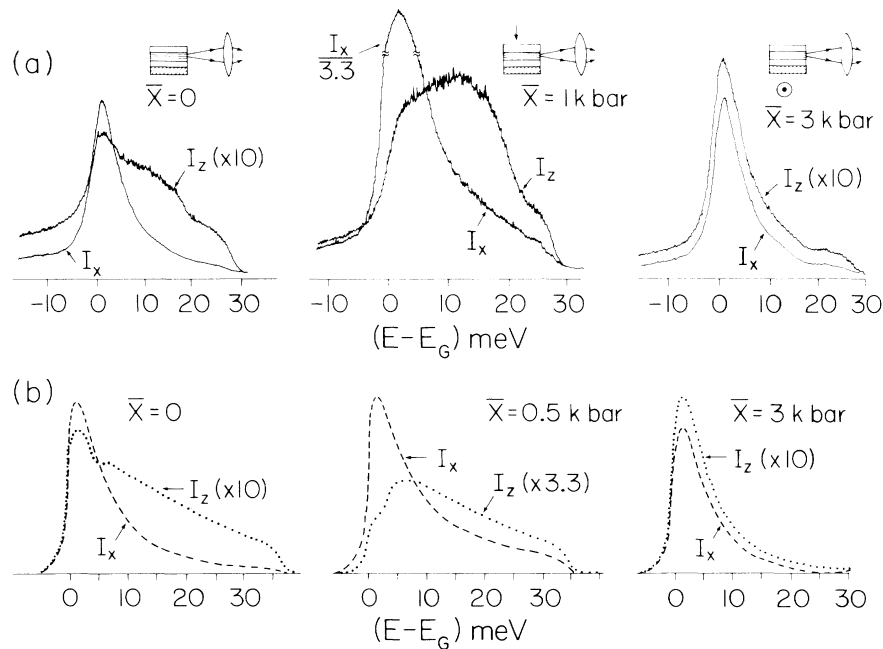 (a)
X̅ = 0
I_z (x10)
I_x
-10 0 10 20 30
I_x
3.3
X̅ = 1 k bar
I_z
I_x
-10 0 10 20 30
(E-E_G) meV
X̅ = 3 k bar
I_z (x10)
I_x
-10 0 10 20 30
(b)
X̅ = 0
I_z (x10)
I_x
0 10 20 30
X̅ = 0.5 k bar
I_x
I_z (x3.3)
0 10 20 30
(E-E_G) meV
X̅ = 3 k bar
I_z (x10)
I_x
0 10 20 30